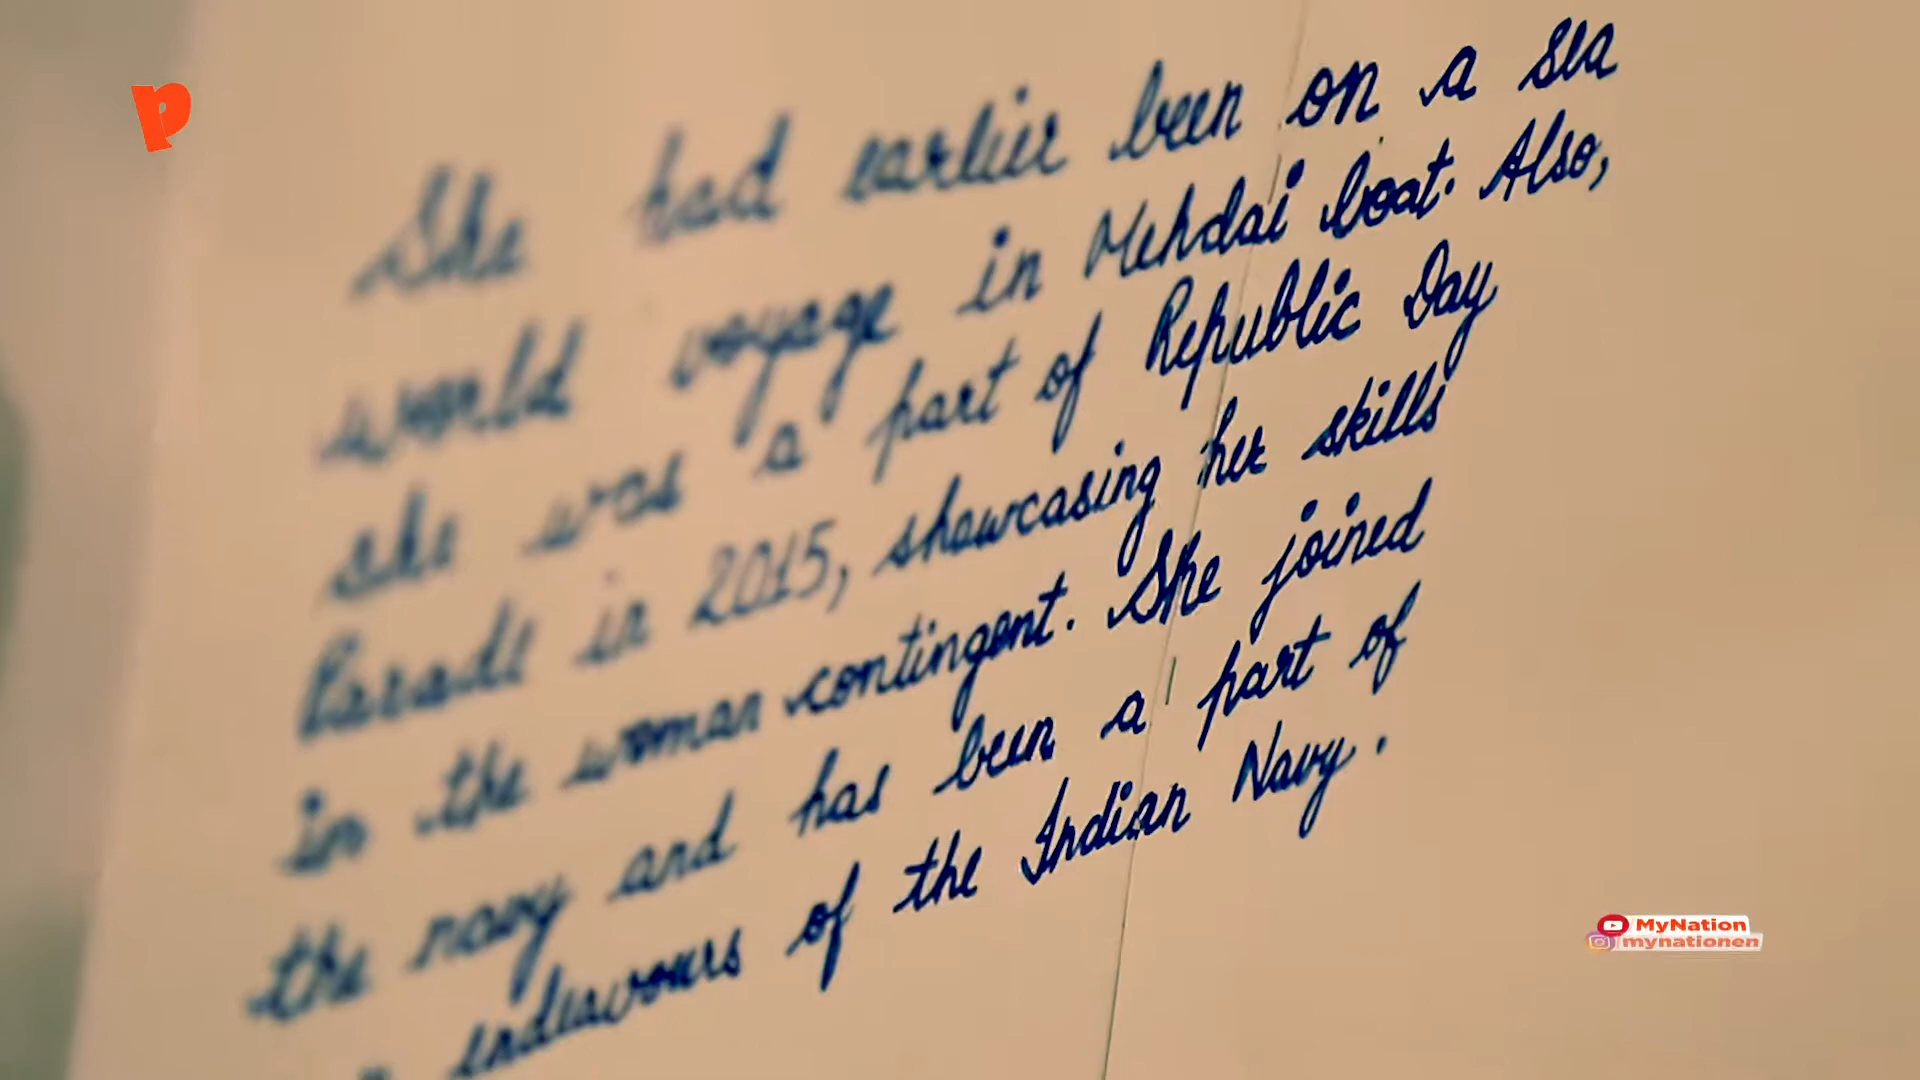 She had earlier been on a sea
world voyage in Mehdai boat. Also,
she was a part of Republic Day
Parade in 2015, showcasing her skills
in the woman contingent. She joined
the navy and has been a part of
endeavours of the Indian Navy.
P
MyNation
mynationen